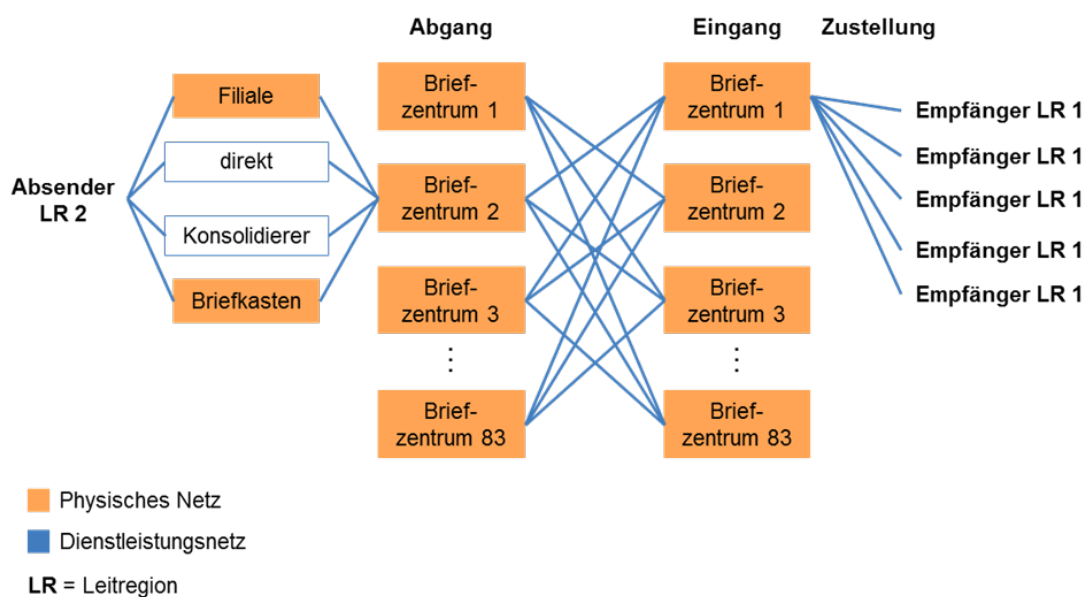 Abgang
Eingang
Zustellung
Absender
LR 2
Filiale
direkt
Konsolidierer
Briefkasten
Brief-
zentrum 1
Brief-
zentrum 2
Brief-
zentrum 3
⋮
Brief-
zentrum 83
Brief-
zentrum 1
Brief-
zentrum 2
Brief-
zentrum 3
⋮
Brief-
zentrum 83
Empfänger LR 1
Empfänger LR 1
Empfänger LR 1
Empfänger LR 1
Empfänger LR 1
Physisches Netz
Dienstleistungsnetz
LR = Leitregion